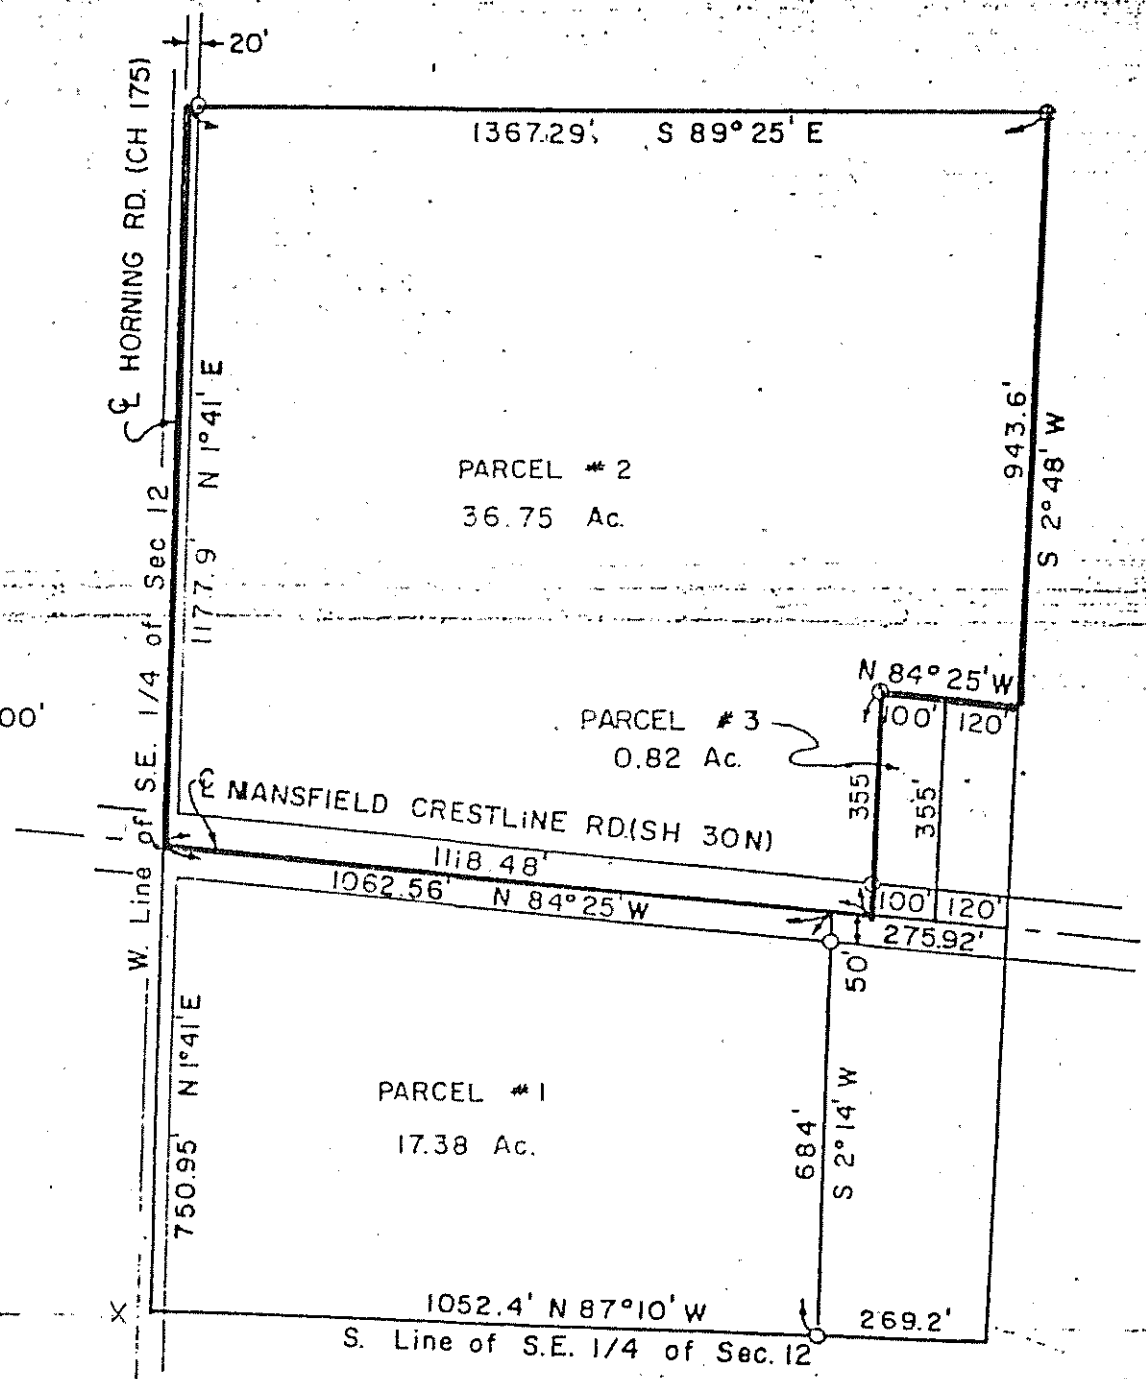 20'
1367.29' S 89°25' E
℄ HORNING RD. (CH 175)
N 1°41' E
1177.9'
W. Line of S.E. 1/4 of Sec 12
943.6'
S 2°48' W
PARCEL # 2
36.75 Ac.
N 84°25' W
100' 120'
PARCEL # 3
0.82 Ac.
355
355'
00'
℄ MANSFIELD CRESTLINE RD.(SH 30N)
1118.48'
1062.56' N 84°25' W
100' 120'
275.92'
50'
750.95' N 1°41' E
PARCEL # 1
17.38 Ac.
684'
S 2°14' W
X
1052.4' N 87°10' W
269.2'
S. Line of S.E. 1/4 of Sec. 12